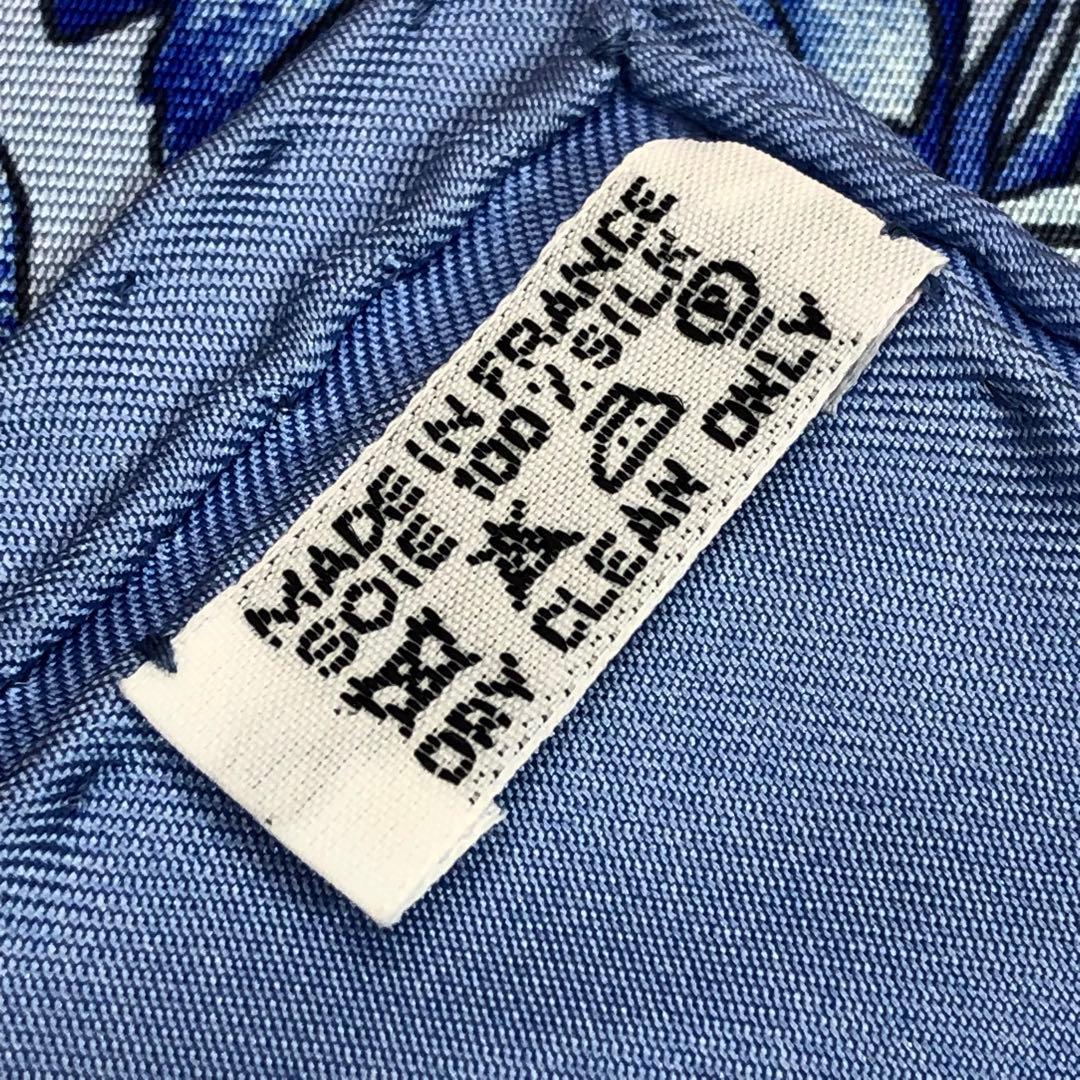 MADE IN FRANCE
SOIE 100% SILK
P
DRY CLEAN ONLY